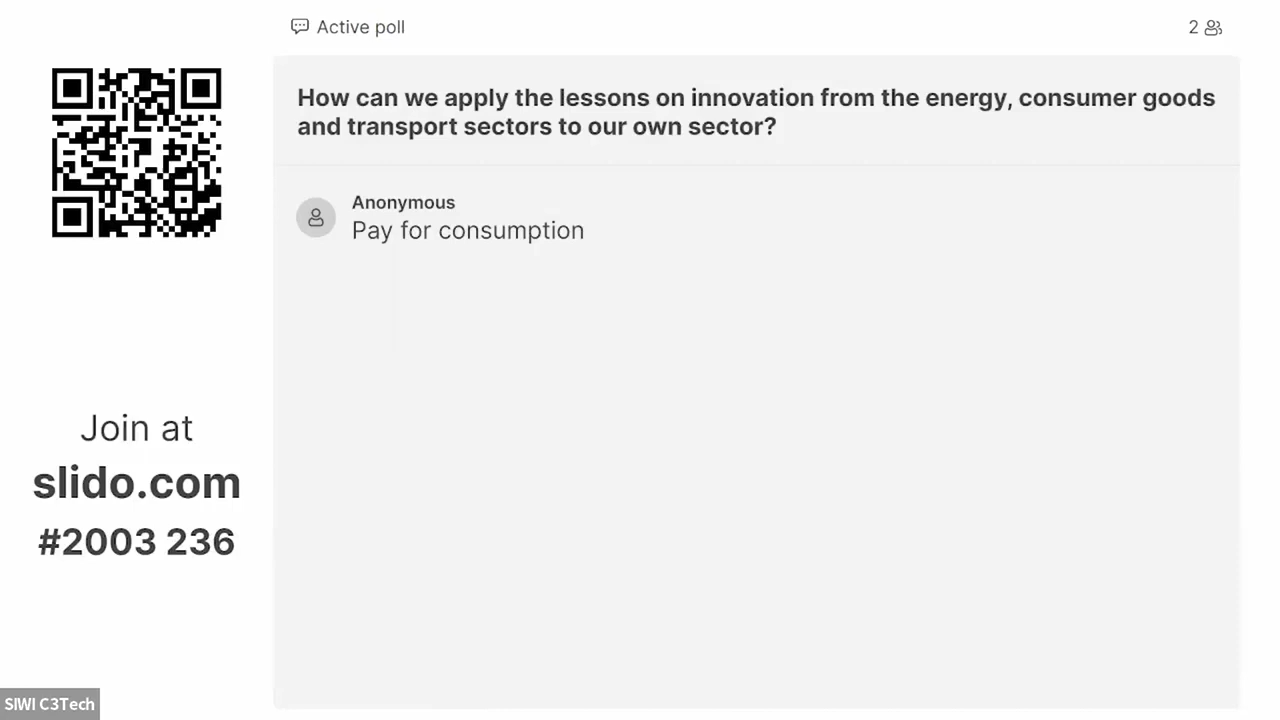 Active poll
2
How can we apply the lessons on innovation from the energy, consumer goods
and transport sectors to our own sector?
Anonymous
Pay for consumption
Join at
slido.com
#2003 236
SIWI C3Tech